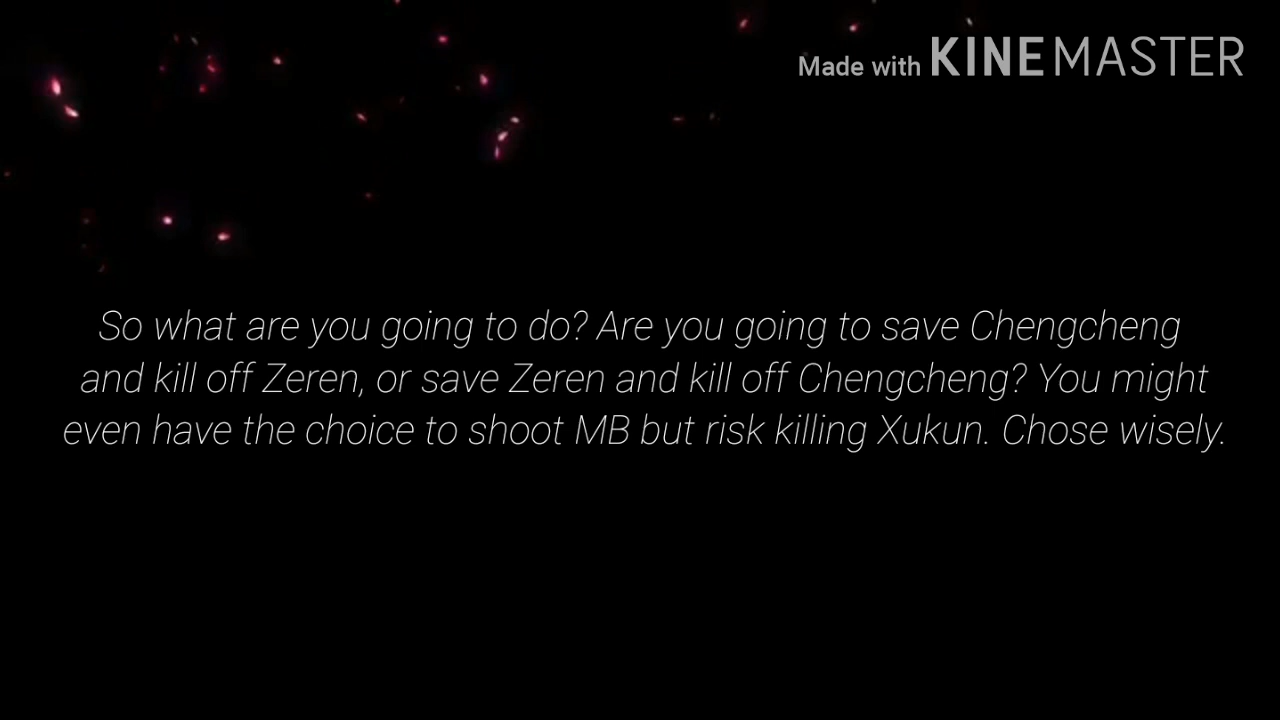 Made with KINEMASTER
So what are you going to do? Are you going to save Chengcheng
and kill off Zeren, or save Zeren and kill off Chengcheng? You might
even have the choice to shoot MB but risk killing Xukun. Chose wisely.